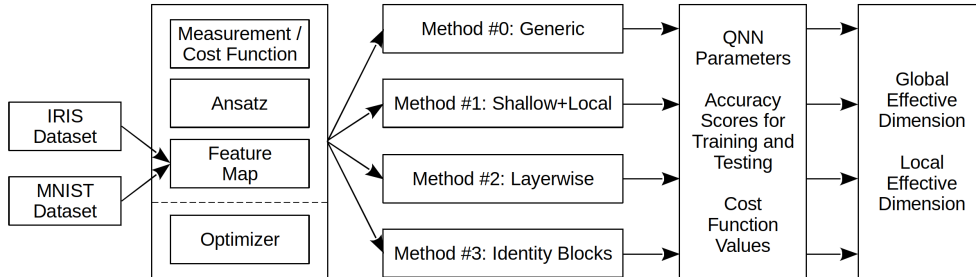 IRIS
Dataset
MNIST
Dataset
Measurement /
Cost Function
Ansatz
Feature
Map
Optimizer
Method #0: Generic
Method #1: Shallow+Local
Method #2: Layerwise
Method #3: Identity Blocks
QNN
Parameters
Accuracy
Scores for
Training and
Testing
Cost
Function
Values
Global
Effective
Dimension
Local
Effective
Dimension